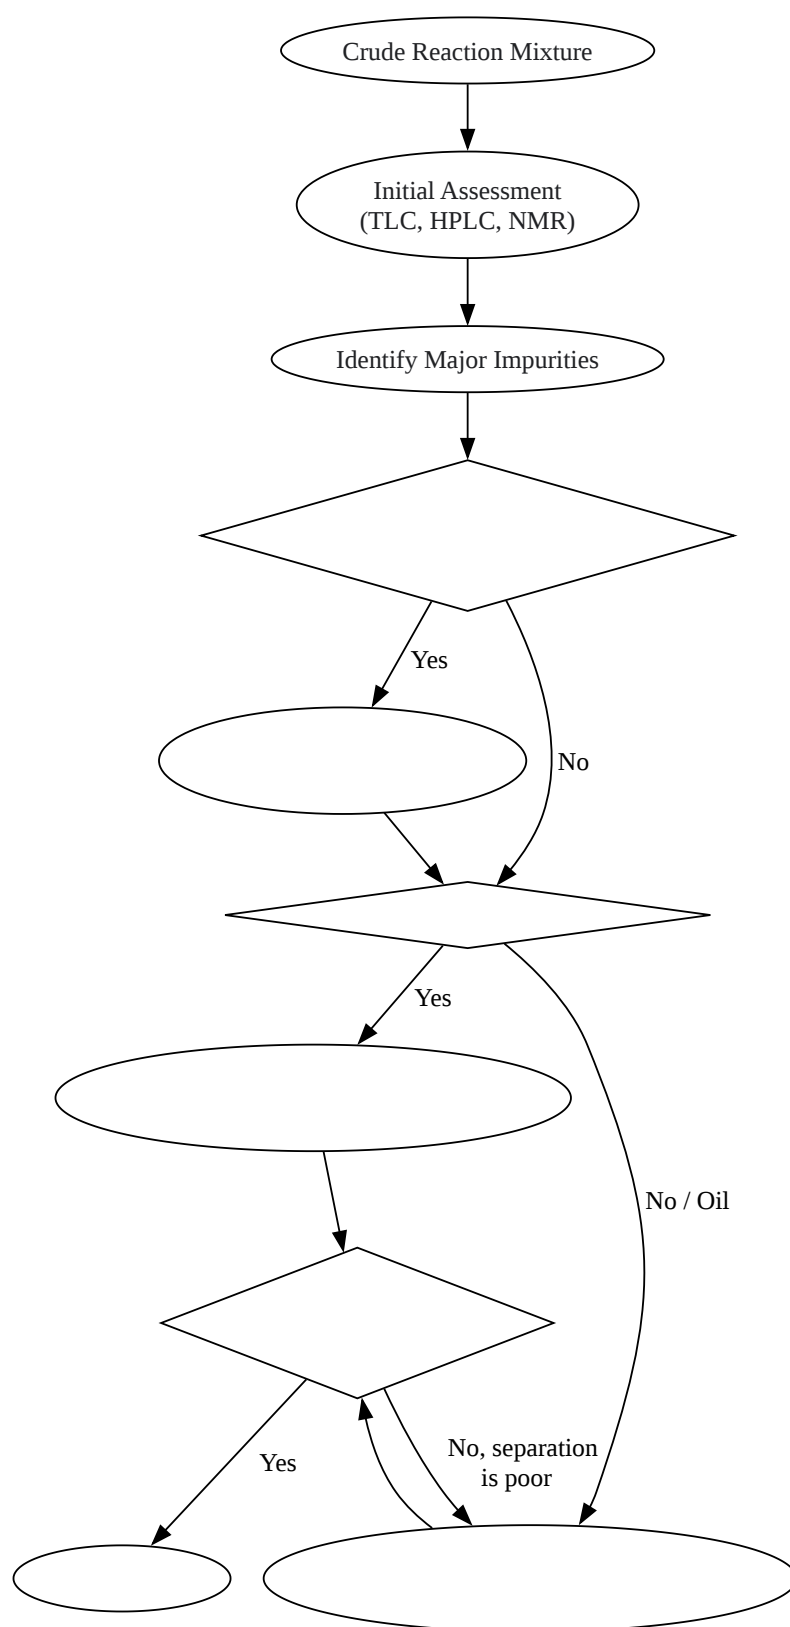 Crude Reaction Mixture
Initial Assessment
(TLC, HPLC, NMR)
Identify Major Impurities
Yes
No
Yes
No / Oil
No, separation
is poor
Yes